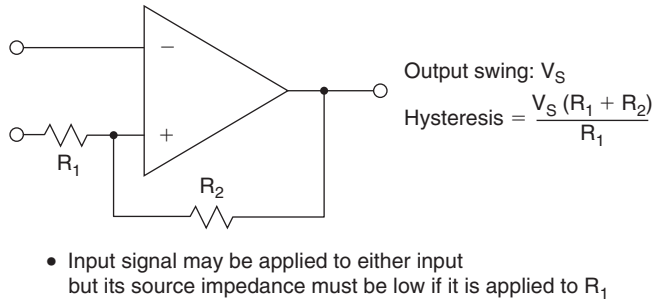 −
+
R1
R2
Output swing: VS
Hysteresis = VS (R1 + R2)
R1
• Input signal may be applied to either input
but its source impedance must be low if it is applied to R1